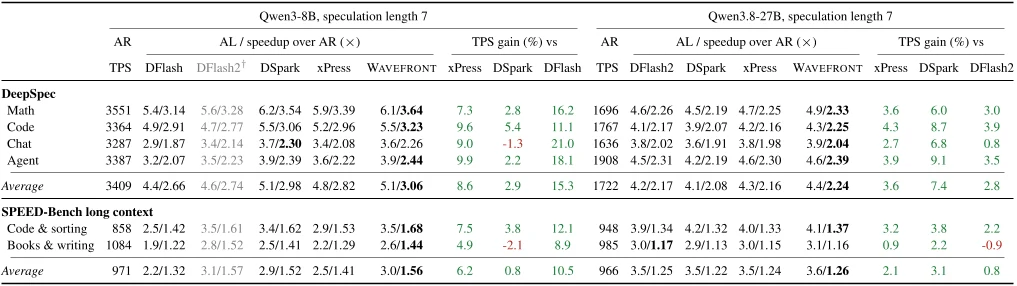 Qwen3-8B, speculation length 7 Qwen3.8-27B, speculation length 7
AR AL / speedup over AR (×) TPS gain (%) vs AR AL / speedup over AR (×) TPS gain (%) vs
TPS DFlash DFlash2† DSpark xPress WAVEFRONT xPress DSpark DFlash TPS DFlash2 DSpark xPress WAVEFRONT xPress DSpark DFlash2
DeepSpec
Math 3551 5.4/3.14 5.6/3.28 6.2/3.54 5.9/3.39 6.1/3.64 7.3 2.8 16.2 1696 4.6/2.26 4.5/2.19 4.7/2.25 4.9/2.33 3.6 6.0 3.0
Code 3364 4.9/2.91 4.7/2.77 5.5/3.06 5.2/2.96 5.5/3.23 9.6 5.4 11.1 1767 4.1/2.17 3.9/2.07 4.2/2.16 4.3/2.25 4.3 8.7 3.9
Chat 3287 2.9/1.87 3.4/2.14 3.7/2.30 3.4/2.08 3.6/2.26 9.0 -1.3 21.0 1636 3.8/2.02 3.6/1.91 3.8/1.98 3.9/2.04 2.7 6.8 0.8
Agent 3387 3.2/2.07 3.5/2.23 3.9/2.39 3.6/2.22 3.9/2.44 9.9 2.2 18.1 1908 4.5/2.31 4.2/2.19 4.6/2.30 4.6/2.39 3.9 9.1 3.5
Average 3409 4.4/2.66 4.6/2.74 5.1/2.98 4.8/2.82 5.1/3.06 8.6 2.9 15.3 1722 4.2/2.17 4.1/2.08 4.3/2.16 4.4/2.24 3.6 7.4 2.8
SPEED-Bench long context
Code & sorting 858 2.5/1.42 3.5/1.61 3.4/1.62 2.9/1.53 3.5/1.68 7.5 3.8 12.1 948 3.9/1.34 4.2/1.32 4.0/1.33 4.1/1.37 3.2 3.8 2.2
Books & writing 1084 1.9/1.22 2.8/1.52 2.5/1.41 2.2/1.29 2.6/1.44 4.9 -2.1 8.9 985 3.0/1.17 2.9/1.13 3.0/1.15 3.1/1.16 0.9 2.2 -0.9
Average 971 2.2/1.32 3.1/1.57 2.9/1.52 2.5/1.41 3.0/1.56 6.2 0.8 10.5 966 3.5/1.25 3.5/1.22 3.5/1.24 3.6/1.26 2.1 3.1 0.8